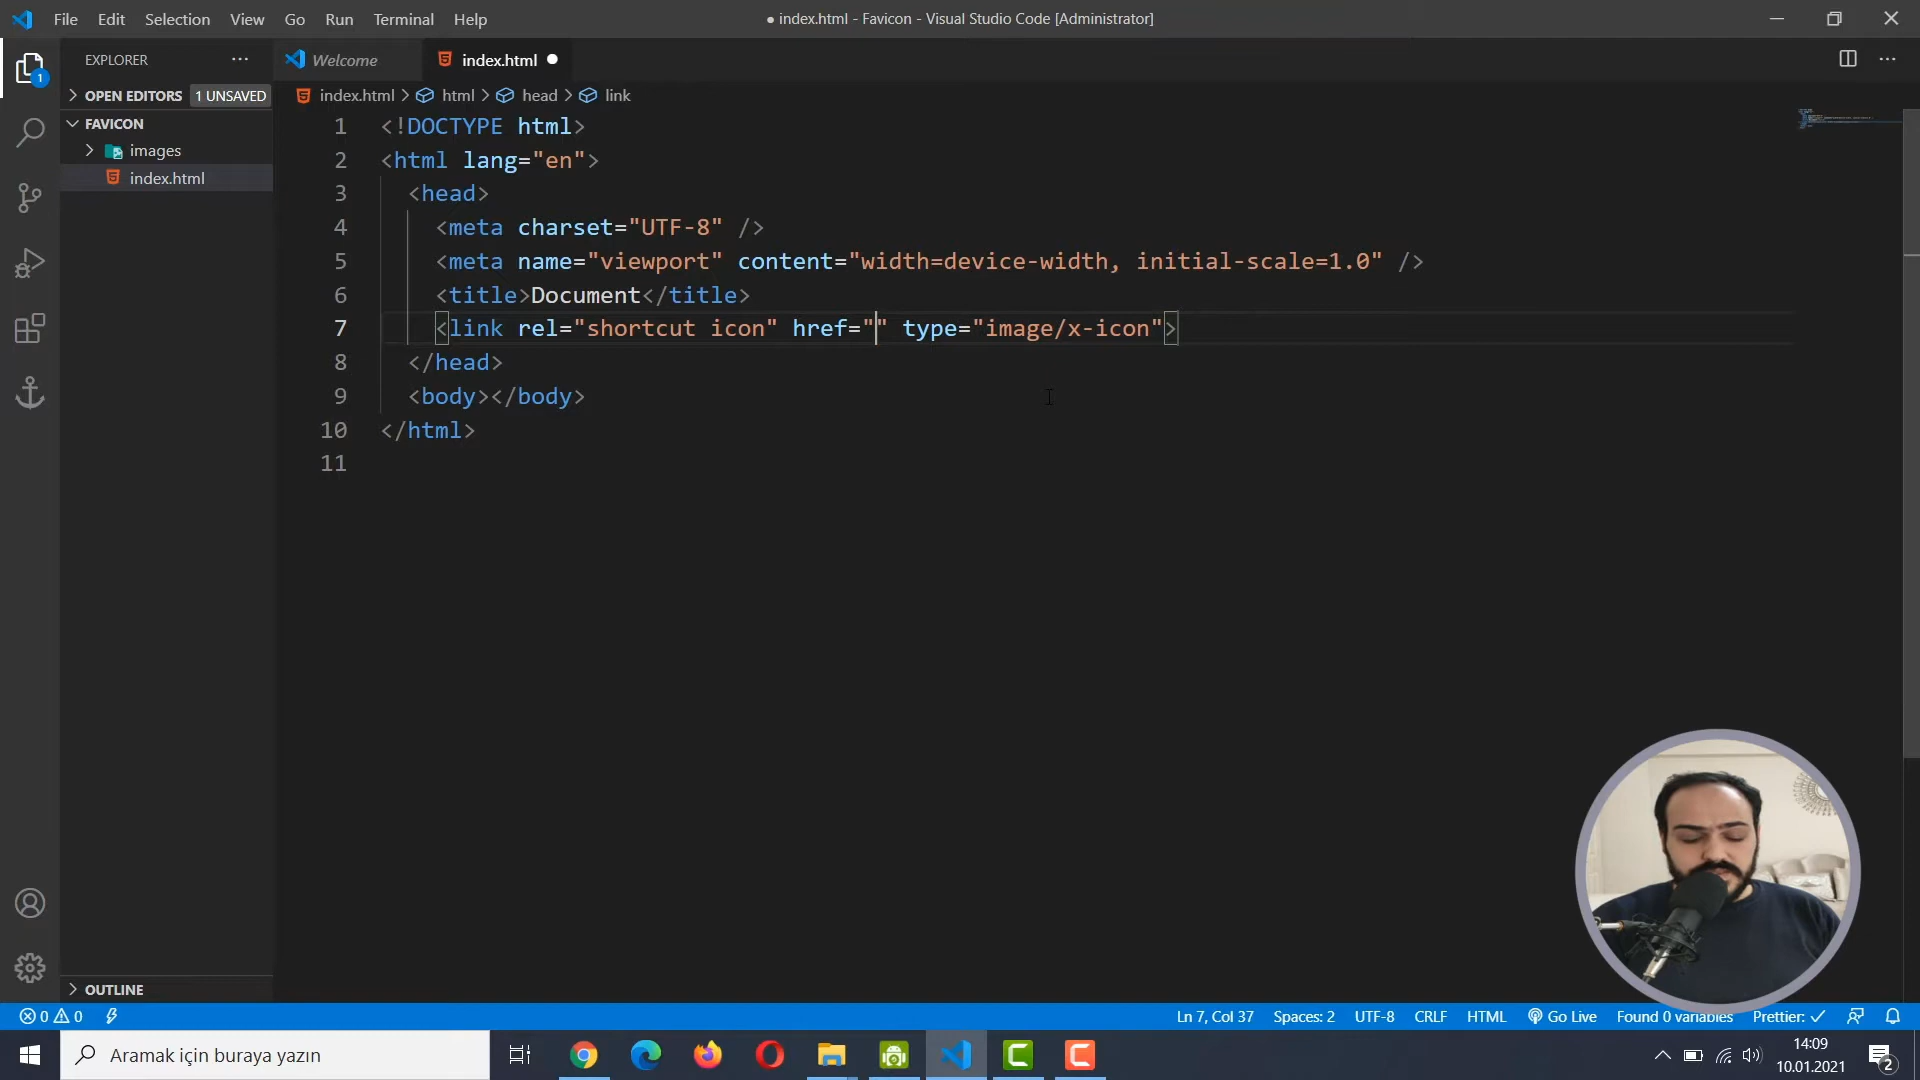 File Edit Selection View Go Run Terminal Help
● index.html - Favicon - Visual Studio Code [Administrator]
EXPLORER
Welcome
index.html
OPEN EDITORS 1 UNSAVED
index.html > html > head > link
FAVICON
images
index.html
1 <!DOCTYPE html>
2 <html lang="en">
3 <head>
4 <meta charset="UTF-8" />
5 <meta name="viewport" content="width=device-width, initial-scale=1.0" />
6 <title>Document</title>
7 <link rel="shortcut icon" href="" type="image/x-icon">
8 </head>
9 <body></body>
10 </html>
11
1
OUTLINE
0 0
Ln 7, Col 37 Spaces: 2 UTF-8 CRLF HTML Go Live Found 0 variables Prettier: ✓
Aramak için buraya yazın
14:09
10.01.2021
2